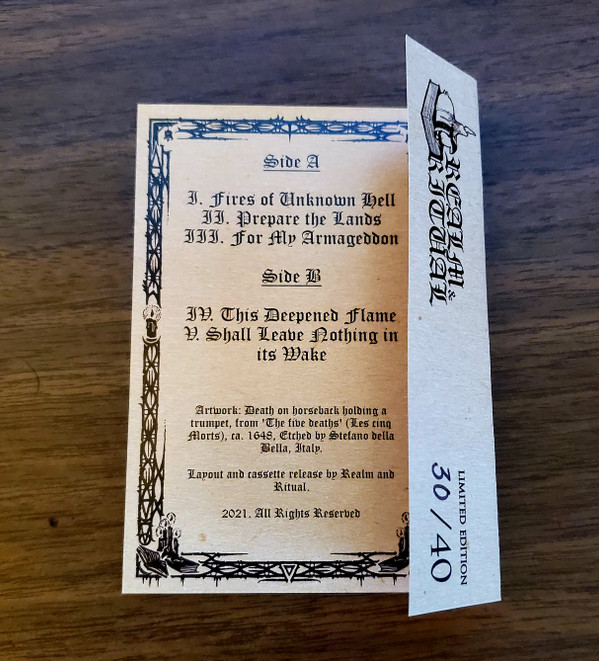 Side A
I. Fires of Unknown Hell
II. Prepare the Lands
III. For My Armageddon
Side B
IV. This Deepened Flame
V. Shall Leave Nothing in
its Wake
Artwork: Death on horseback holding a
trumpet, from 'The five deaths' (Les cinq
Morts), ca. 1648, Etched by Stefano della
Bella, Italy.
Layout and cassette release by Realm and
Ritual.
2021. All Rights Reserved
REALM &
RITUAL
LIMITED EDITION
30/40